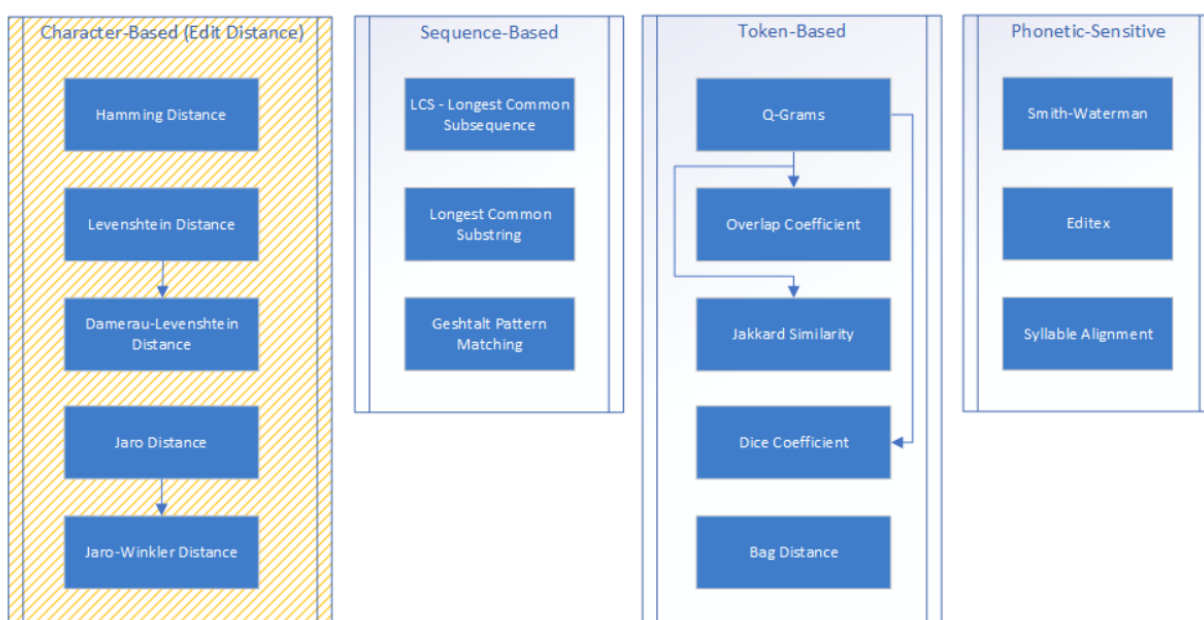 Character-Based (Edit Distance)
Hamming Distance
Levenshtein Distance
Damerau-Levenshtein
Distance
Jaro Distance
Jaro-Winkler Distance
Sequence-Based
LCS - Longest Common
Subsequence
Longest Common
Substring
Geshtalt Pattern
Matching
Token-Based
Q-Grams
Overlap Coefficient
Jakkard Similarity
Dice Coefficient
Bag Distance
Phonetic-Sensitive
Smith-Waterman
Editex
Syllable Alignment